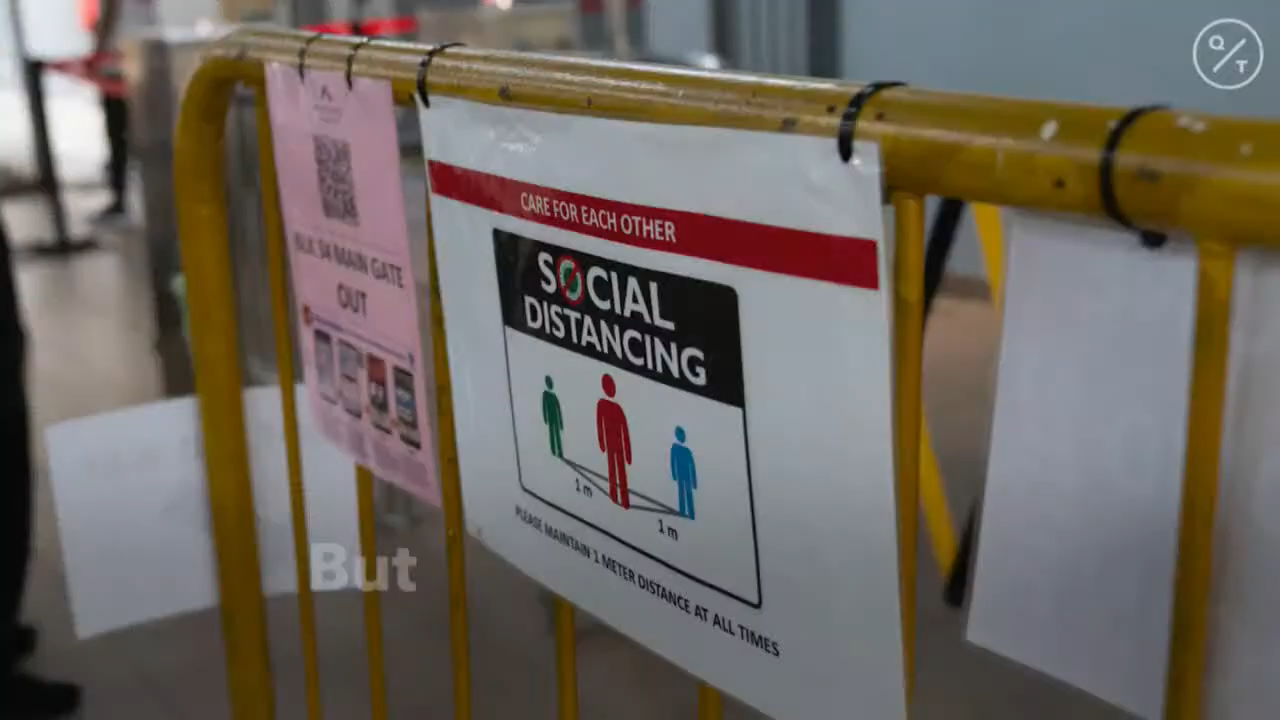 Q
T
BLK 34 MAIN GATE
OUT
CARE FOR EACH OTHER
SOCIAL
DISTANCING
1 m
1 m
PLEASE MAINTAIN 1 METER DISTANCE AT ALL TIMES
But